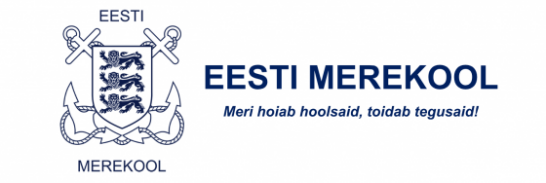 EESTI
MEREKOOL
EESTI MEREKOOL
Meri hoiab hoolsaid, toidab tegusaid!